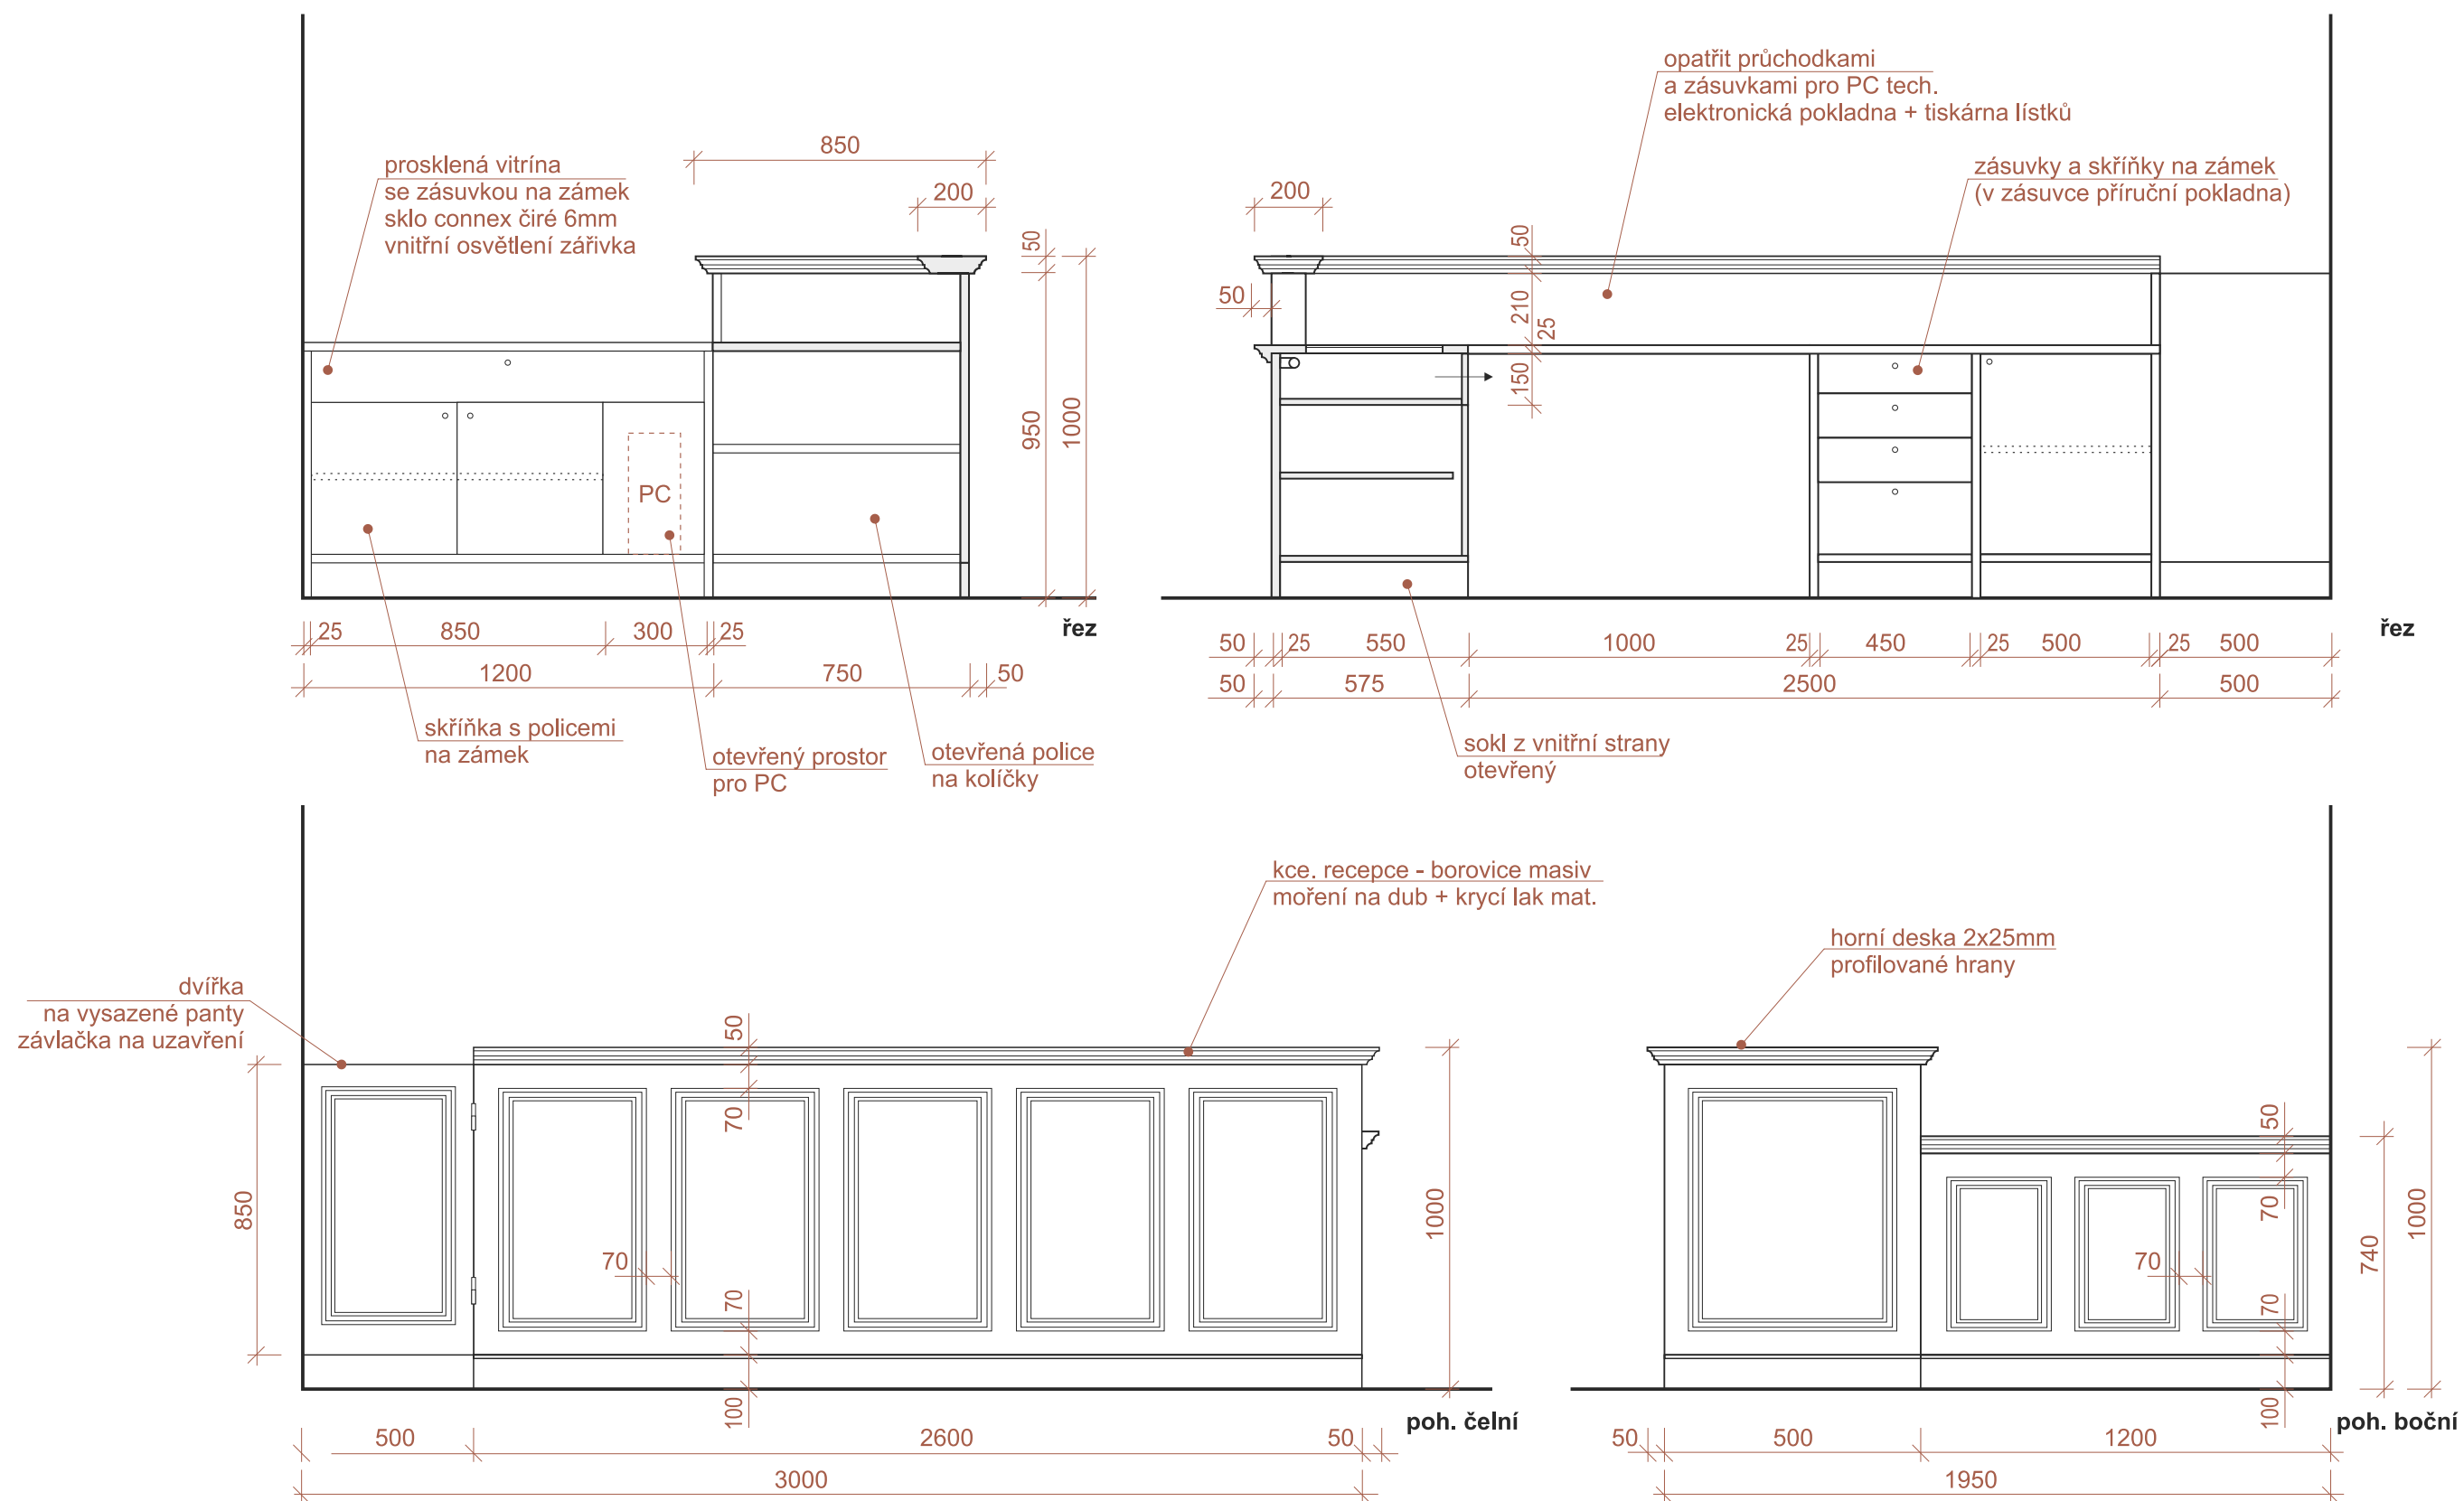 opatřit průchodkami
a zásuvkami pro PC tech.
elektronická pokladna + tiskárna lístků
850
prosklená vitrína
se zásuvkou na zámek
sklo connex čiré 6mm
vnitřní osvětlení zářivka
200
200
zásuvky a skříňky na zámek
(v zásuvce příruční pokladna)
50
50
50
210
25
150
950
1000
PC
řez
řez
25
850
300
25
1200
750
50
50
25
550
1000
25
450
25
500
25
500
50
575
2500
500
skříňka s policemi
na zámek
otevřený prostor
pro PC
otevřená police
na kolíčky
sokl z vnitřní strany
otevřený
kce. recepce - borovice masiv
moření na dub + krycí lak mat.
horní deska 2x25mm
profilované hrany
dvířka
na vysazené panty
závlačka na uzavření
50
70
850
70
70
100
1000
50
70
70
70
100
740
1000
poh. čelní
poh. boční
500
2600
50
3000
50
500
1200
1950